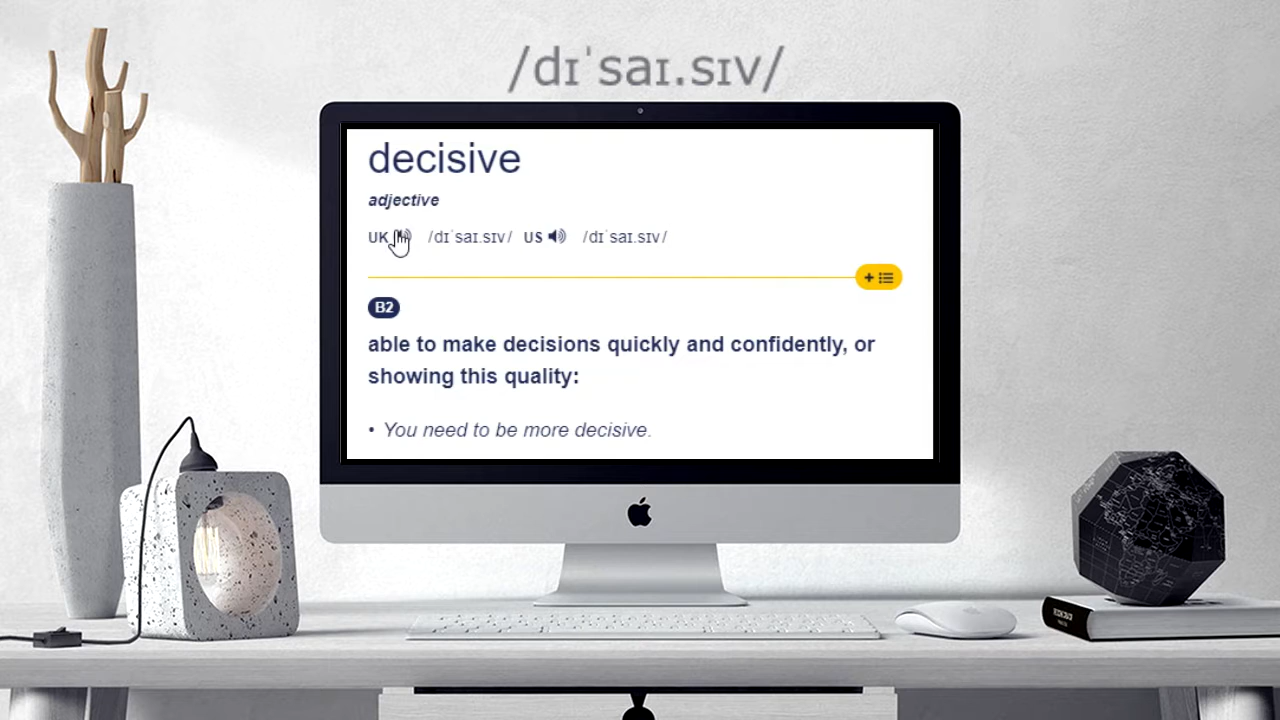 /dɪˈsaɪ.sɪv/
decisive
adjective
UK /dɪˈsaɪ.sɪv/ US /dɪˈsaɪ.sɪv/
B2
able to make decisions quickly and confidently, or
showing this quality:
• You need to be more decisive.